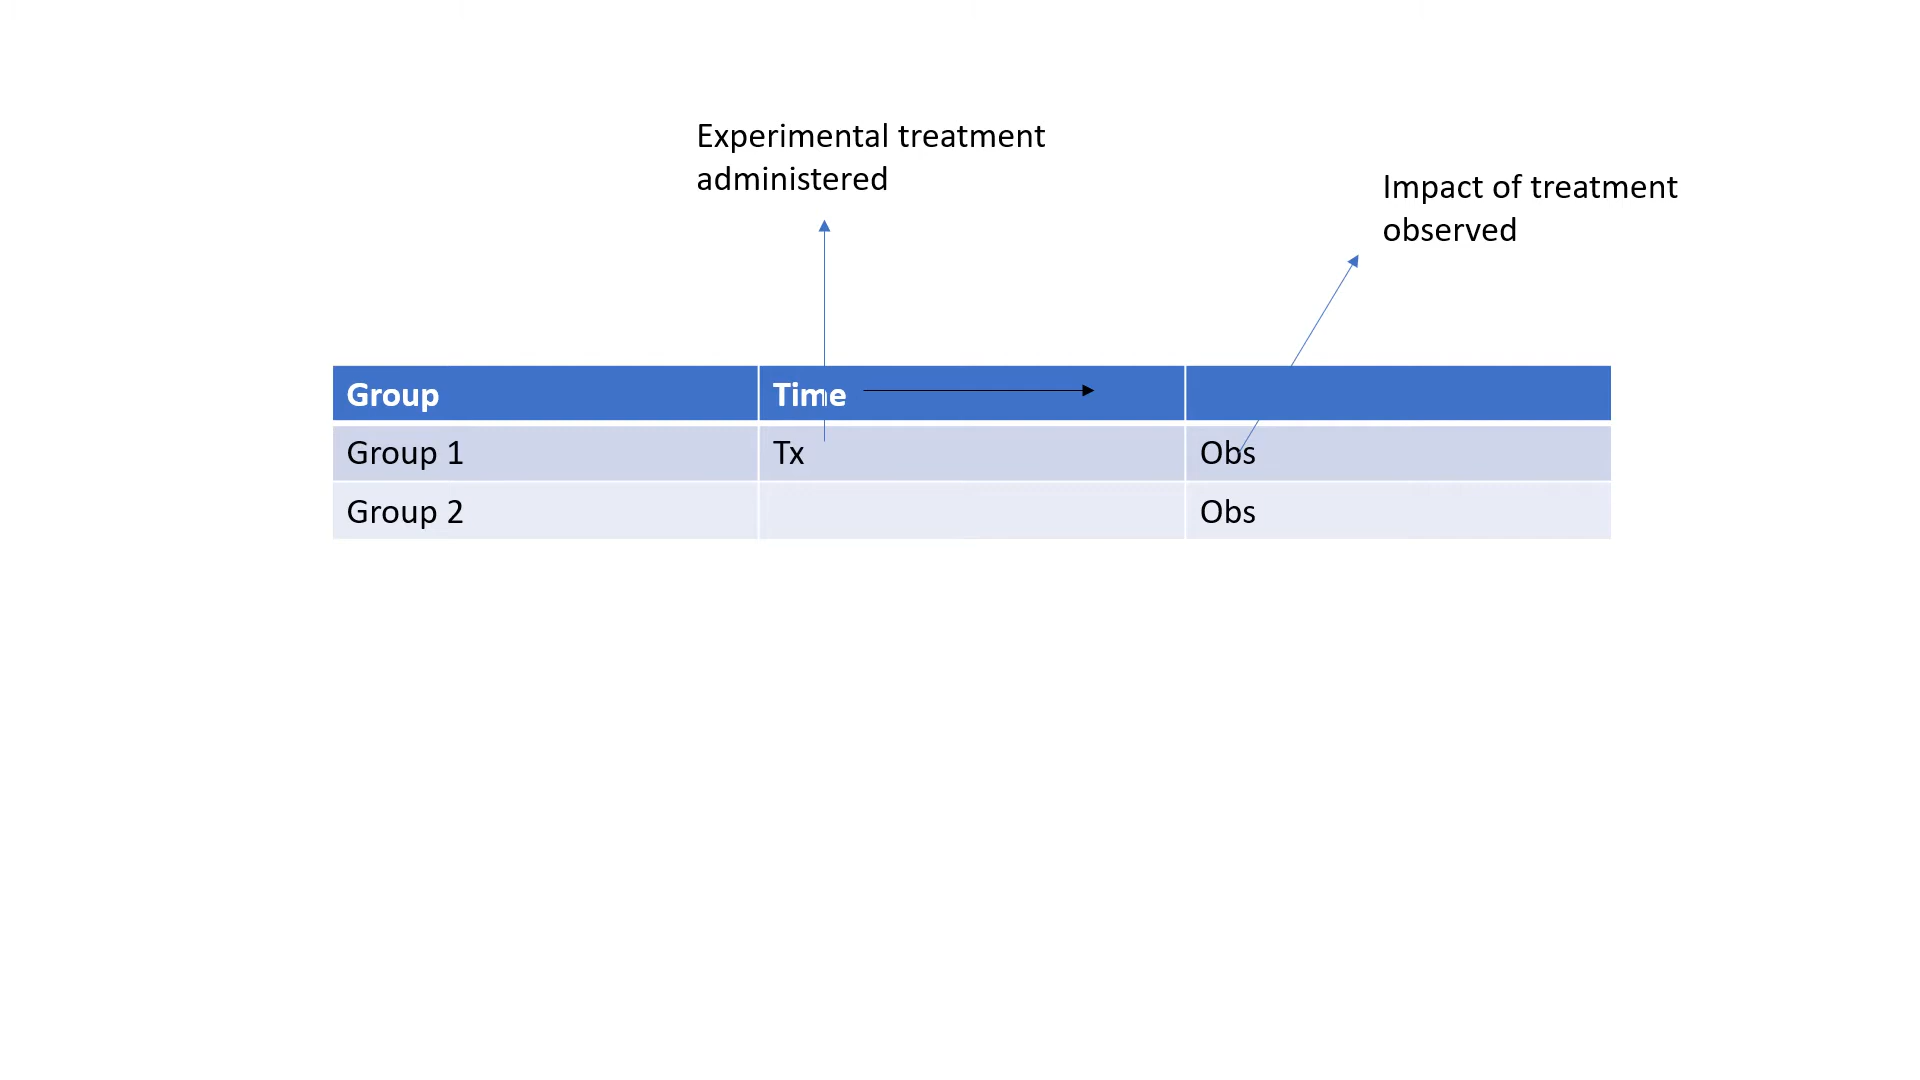 Experimental treatment
administered
Impact of treatment
observed
Group Time
Group 1 Tx Obs
Group 2 Obs